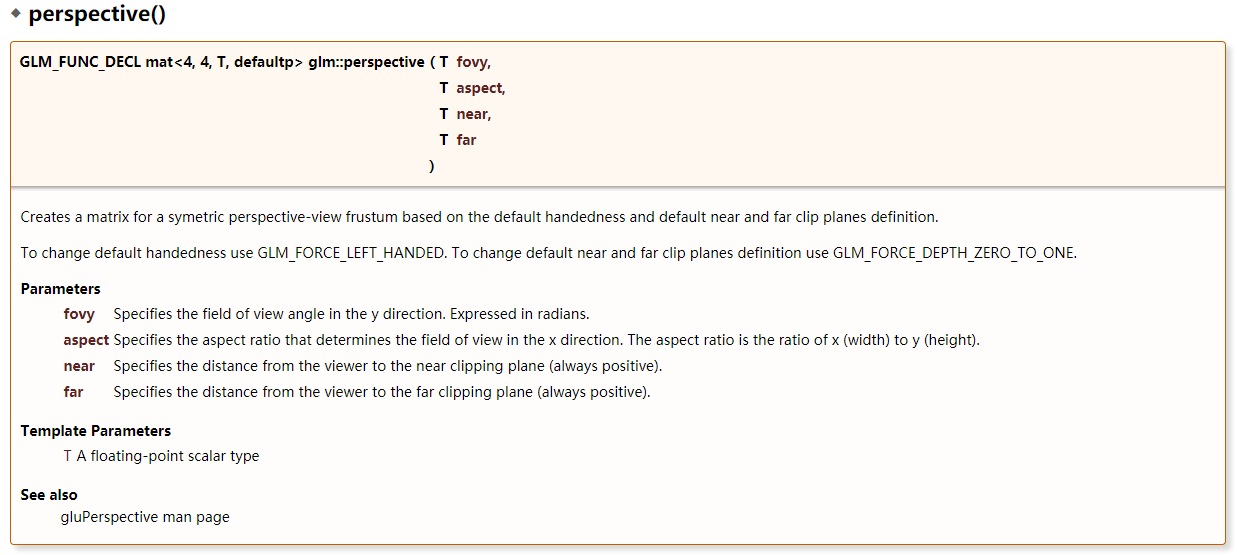 perspective()
GLM_FUNC_DECL mat<4, 4, T, defaultp> glm::perspective ( T fovy,
T aspect,
T near,
T far
)
Creates a matrix for a symetric perspective-view frustum based on the default handedness and default near and far clip planes definition.
To change default handedness use GLM_FORCE_LEFT_HANDED. To change default near and far clip planes definition use GLM_FORCE_DEPTH_ZERO_TO_ONE.
Parameters
fovy Specifies the field of view angle in the y direction. Expressed in radians.
aspect Specifies the aspect ratio that determines the field of view in the x direction. The aspect ratio is the ratio of x (width) to y (height).
near Specifies the distance from the viewer to the near clipping plane (always positive).
far Specifies the distance from the viewer to the far clipping plane (always positive).
Template Parameters
T A floating-point scalar type
See also
gluPerspective man page